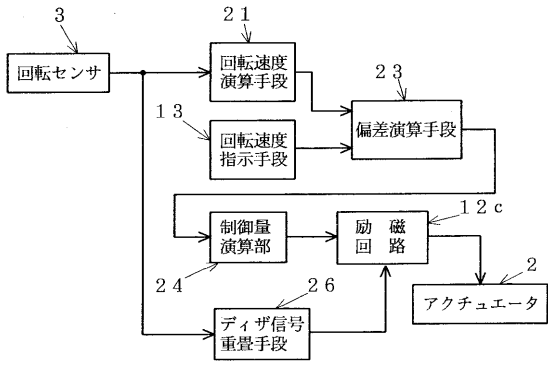 3
回転センサ
21
回転速度
演算手段
13
回転速度
指示手段
23
偏差演算手段
制御量
演算部
24
励磁
回路
12c
26
ディザ信号
重畳手段
2
アクチュエータ